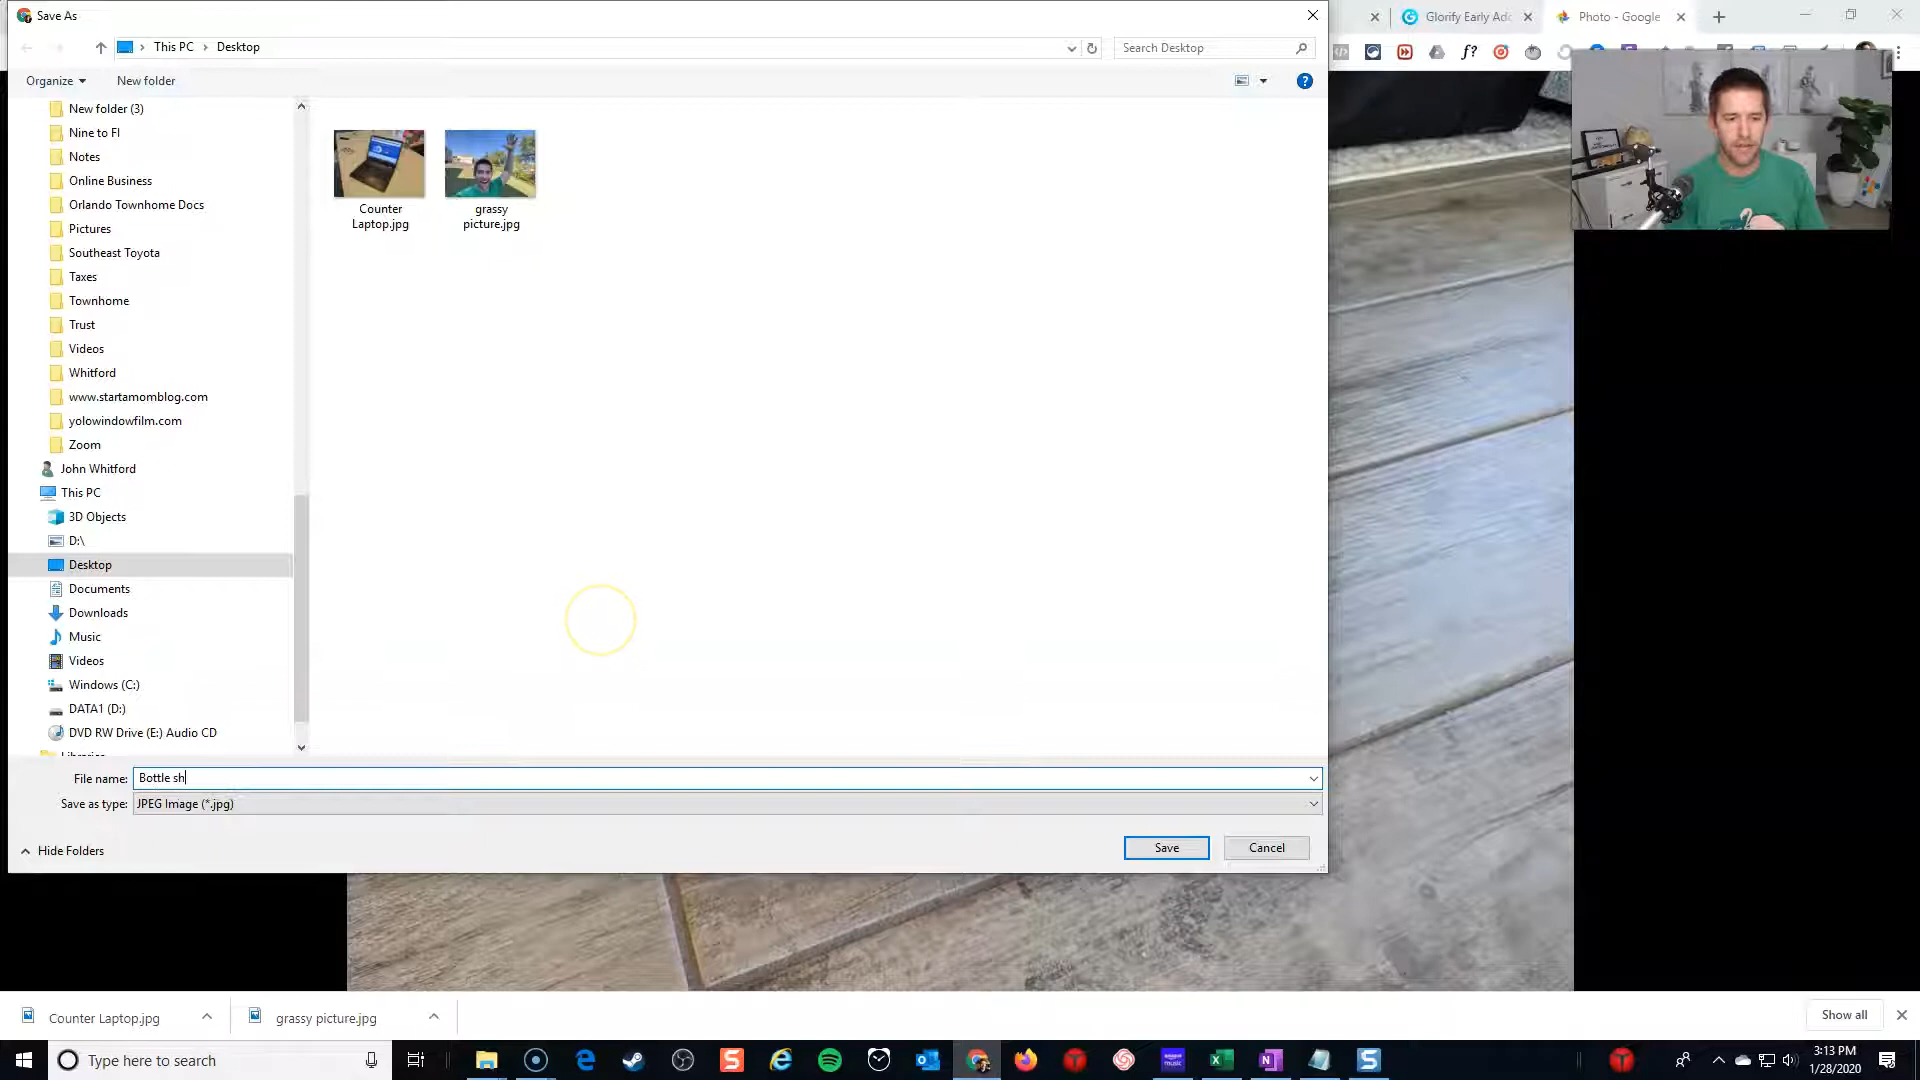 Save As
Glorify Early Ado
Photo - Google
This PC
Desktop
Search Desktop
Organize
New folder
New folder (3)
Nine to FI
Notes
Online Business
Orlando Townhome Docs
Pictures
Southeast Toyota
Taxes
Townhome
Trust
Videos
Whitford
www.startamomblog.com
yolowindowfilm.com
Zoom
John Whitford
This PC
3D Objects
D:\
Desktop
Documents
Downloads
Music
Videos
Windows (C:)
DATA1 (D:)
DVD RW Drive (E:) Audio CD
Counter
Laptop.jpg
grassy
picture.jpg
File name: Bottle sh
Save as type: JPEG Image (*.jpg)
Hide Folders
Save
Cancel
Counter Laptop.jpg
grassy picture.jpg
Show all
Type here to search
3:13 PM
1/28/2020